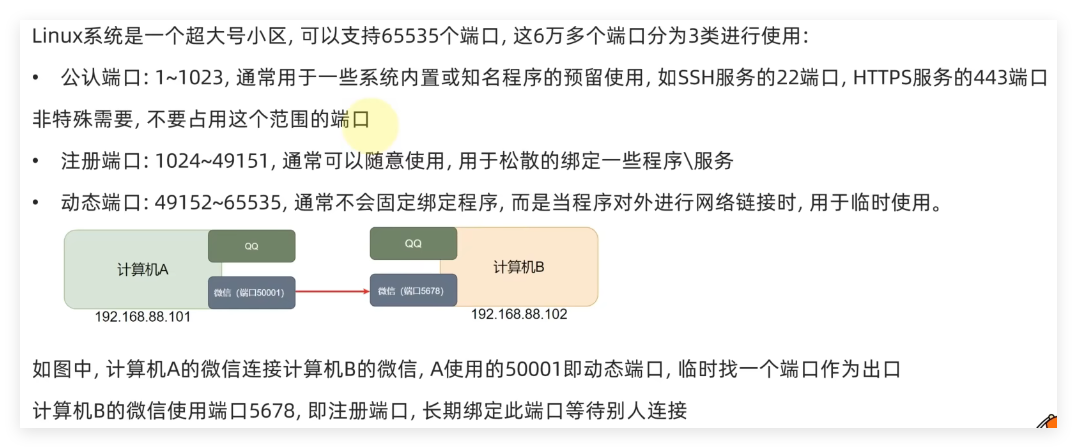 Linux系统是一个超大号小区, 可以支持65535个端口, 这6万多个端口分为3类进行使用:
• 公认端口: 1~1023, 通常用于一些系统内置或知名程序的预留使用, 如SSH服务的22端口, HTTPS服务的443端口
非特殊需要, 不要占用这个范围的端口
• 注册端口: 1024~49151, 通常可以随意使用, 用于松散的绑定一些程序\服务
• 动态端口: 49152~65535, 通常不会固定绑定程序, 而是当程序对外进行网络链接时, 用于临时使用。
QQ QQ
计算机A 计算机B
微信（端口50001） 微信（端口5678）
192.168.88.101 192.168.88.102
如图中, 计算机A的微信连接计算机B的微信, A使用的50001即动态端口, 临时找一个端口作为出口
计算机B的微信使用端口5678, 即注册端口, 长期绑定此端口等待别人连接